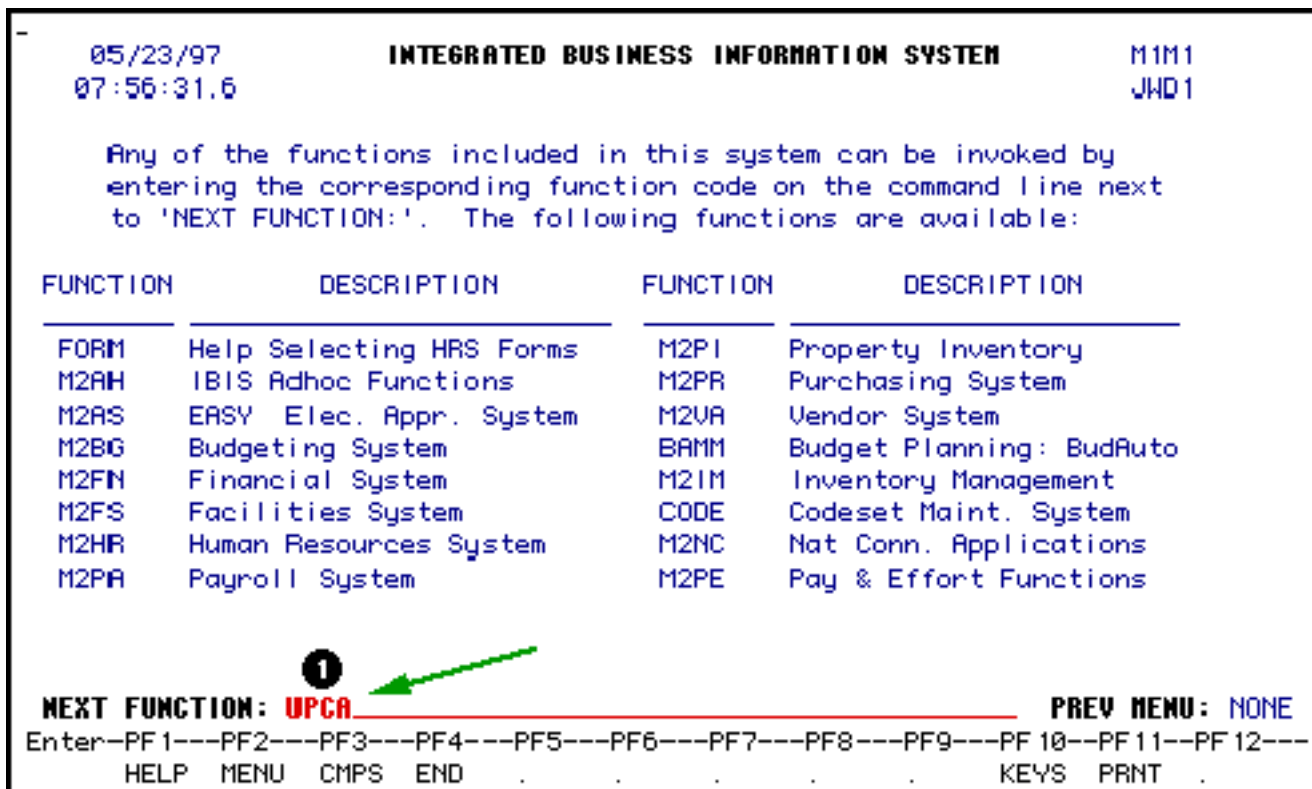 05/23/97 INTEGRATED BUSINESS INFORMATION SYSTEM M1M1
07:56:31.6 JWD1
Any of the functions included in this system can be invoked by
entering the corresponding function code on the command line next
to 'NEXT FUNCTION:'. The following functions are available:
FUNCTION DESCRIPTION FUNCTION DESCRIPTION
FORM Help Selecting HRS Forms M2PI Property Inventory
M2AH IBIS Adhoc Functions M2PR Purchasing System
M2AS EASY Elec. Appr. System M2VA Vendor System
M2BG Budgeting System BAMM Budget Planning: BudAuto
M2FN Financial System M2IM Inventory Management
M2FS Facilities System CODE Codeset Maint. System
M2HR Human Resources System M2NC Nat Conn. Applications
M2PA Payroll System M2PE Pay & Effort Functions
1
NEXT FUNCTION: UPCA PREV MENU: NONE
Enter-PF1---PF2---PF3---PF4---PF5---PF6---PF7---PF8---PF9---PF10--PF11--PF12---
HELP MENU CMPS END . . . . . KEYS PRNT .